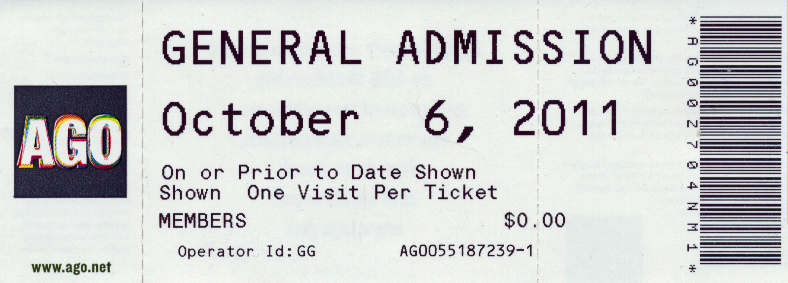 GENERAL ADMISSION
October 6, 2011
AGO
On or Prior to Date Shown
Shown One Visit Per Ticket
MEMBERS $0.00
Operator Id: GG AG0055187239-1
www.ago.net
*AG002704NM1*